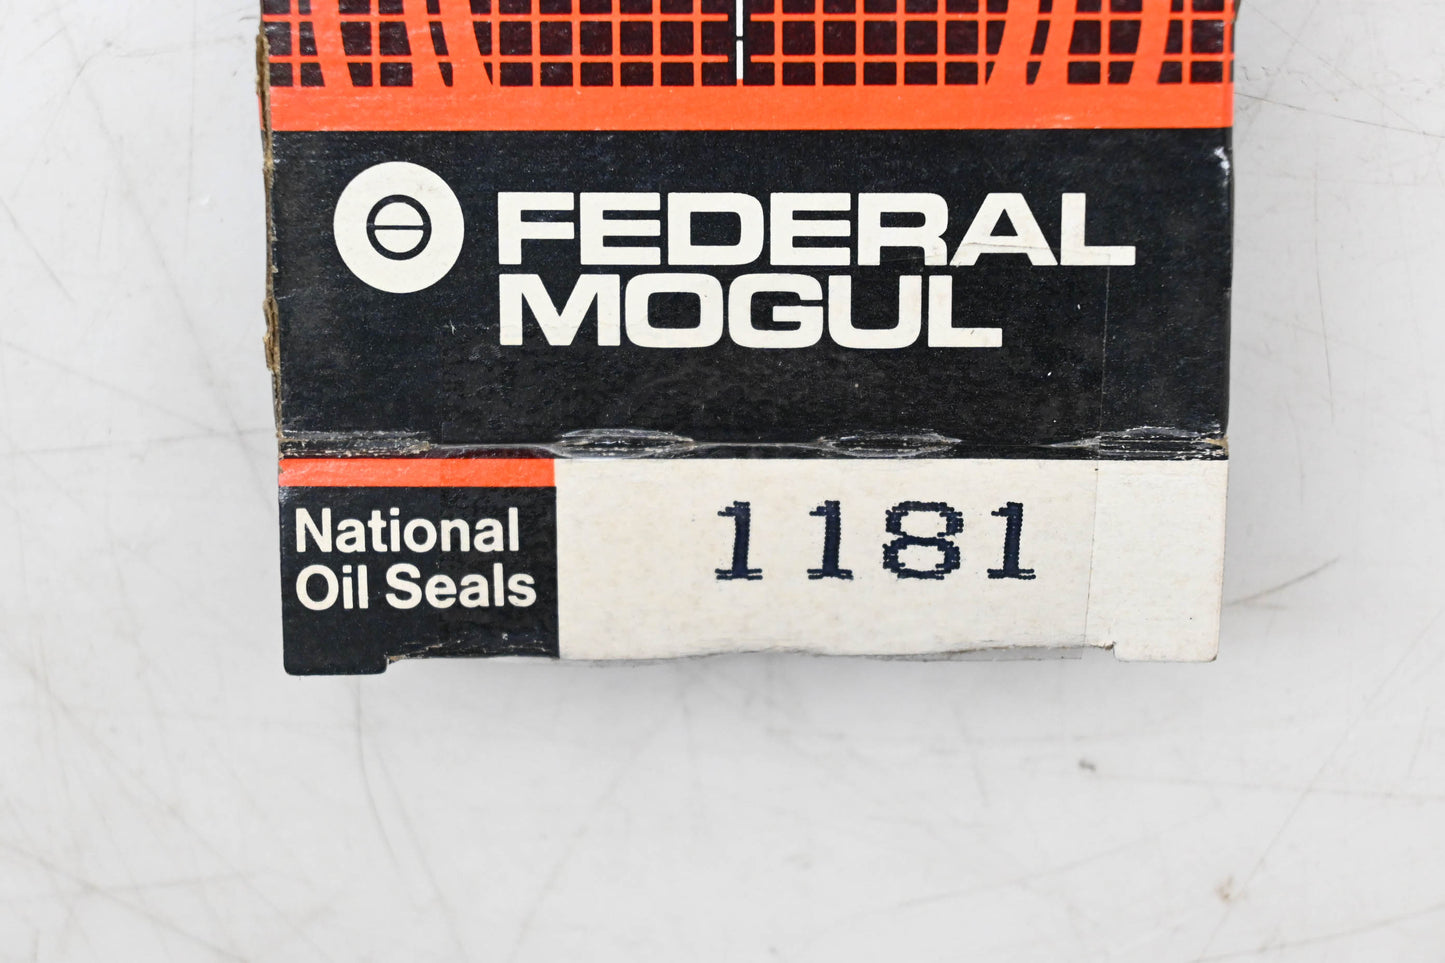 FEDERAL
MOGUL
National
Oil Seals
1181